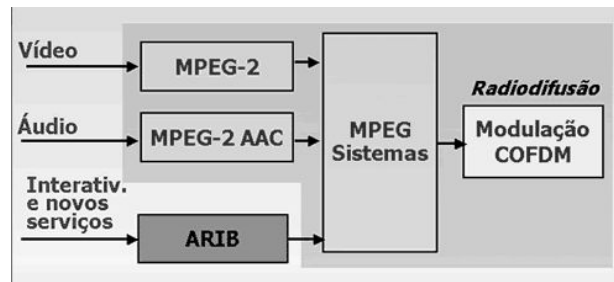 Vídeo
MPEG-2
Áudio
MPEG-2 AAC
Interativ.
e novos
serviços
ARIB
MPEG
Sistemas
Radiodifusão
Modulação
COFDM